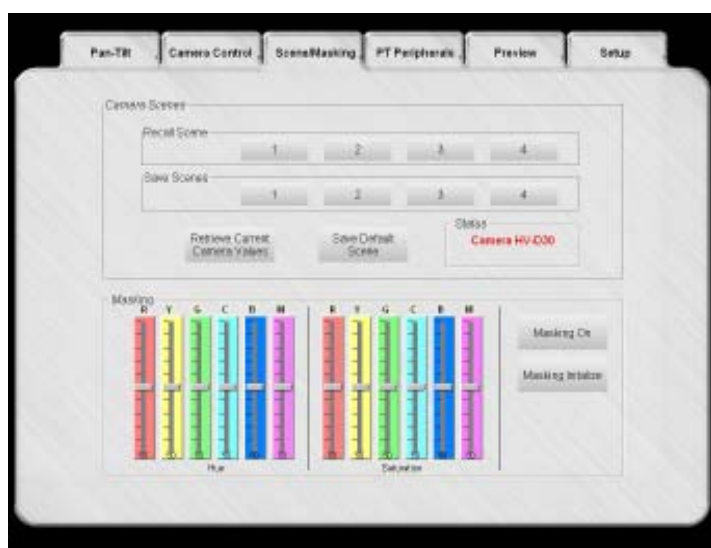 Pan-Tilt
Camera Control
Scene/Masking
PT Peripherals
Preview
Setup
Camera Scenes
Recall Scene
1 2 3 4
Save Scenes
1 2 3 4
Retrieve Current
Camera Values
Save Default
Scene
Status
Camera HV-D30
Masking
R Y G C B M
R Y G C B M
Masking On
Masking Initialize
Hue
Saturation